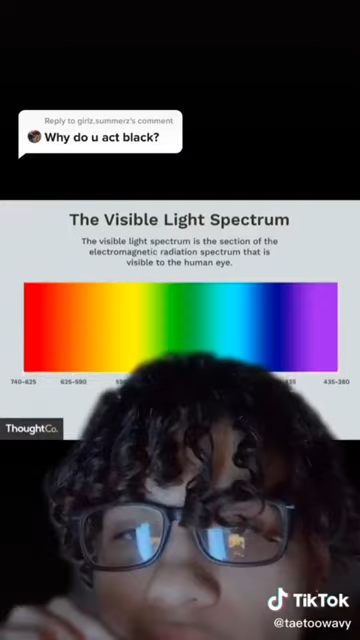 Reply to girlz.summerz's comment
Why do u act black?
The Visible Light Spectrum
The visible light spectrum is the section of the
electromagnetic radiation spectrum that is
visible to the human eye.
740-625 625-590 435-380
ThoughtCo.
TikTok
@taetoowavy